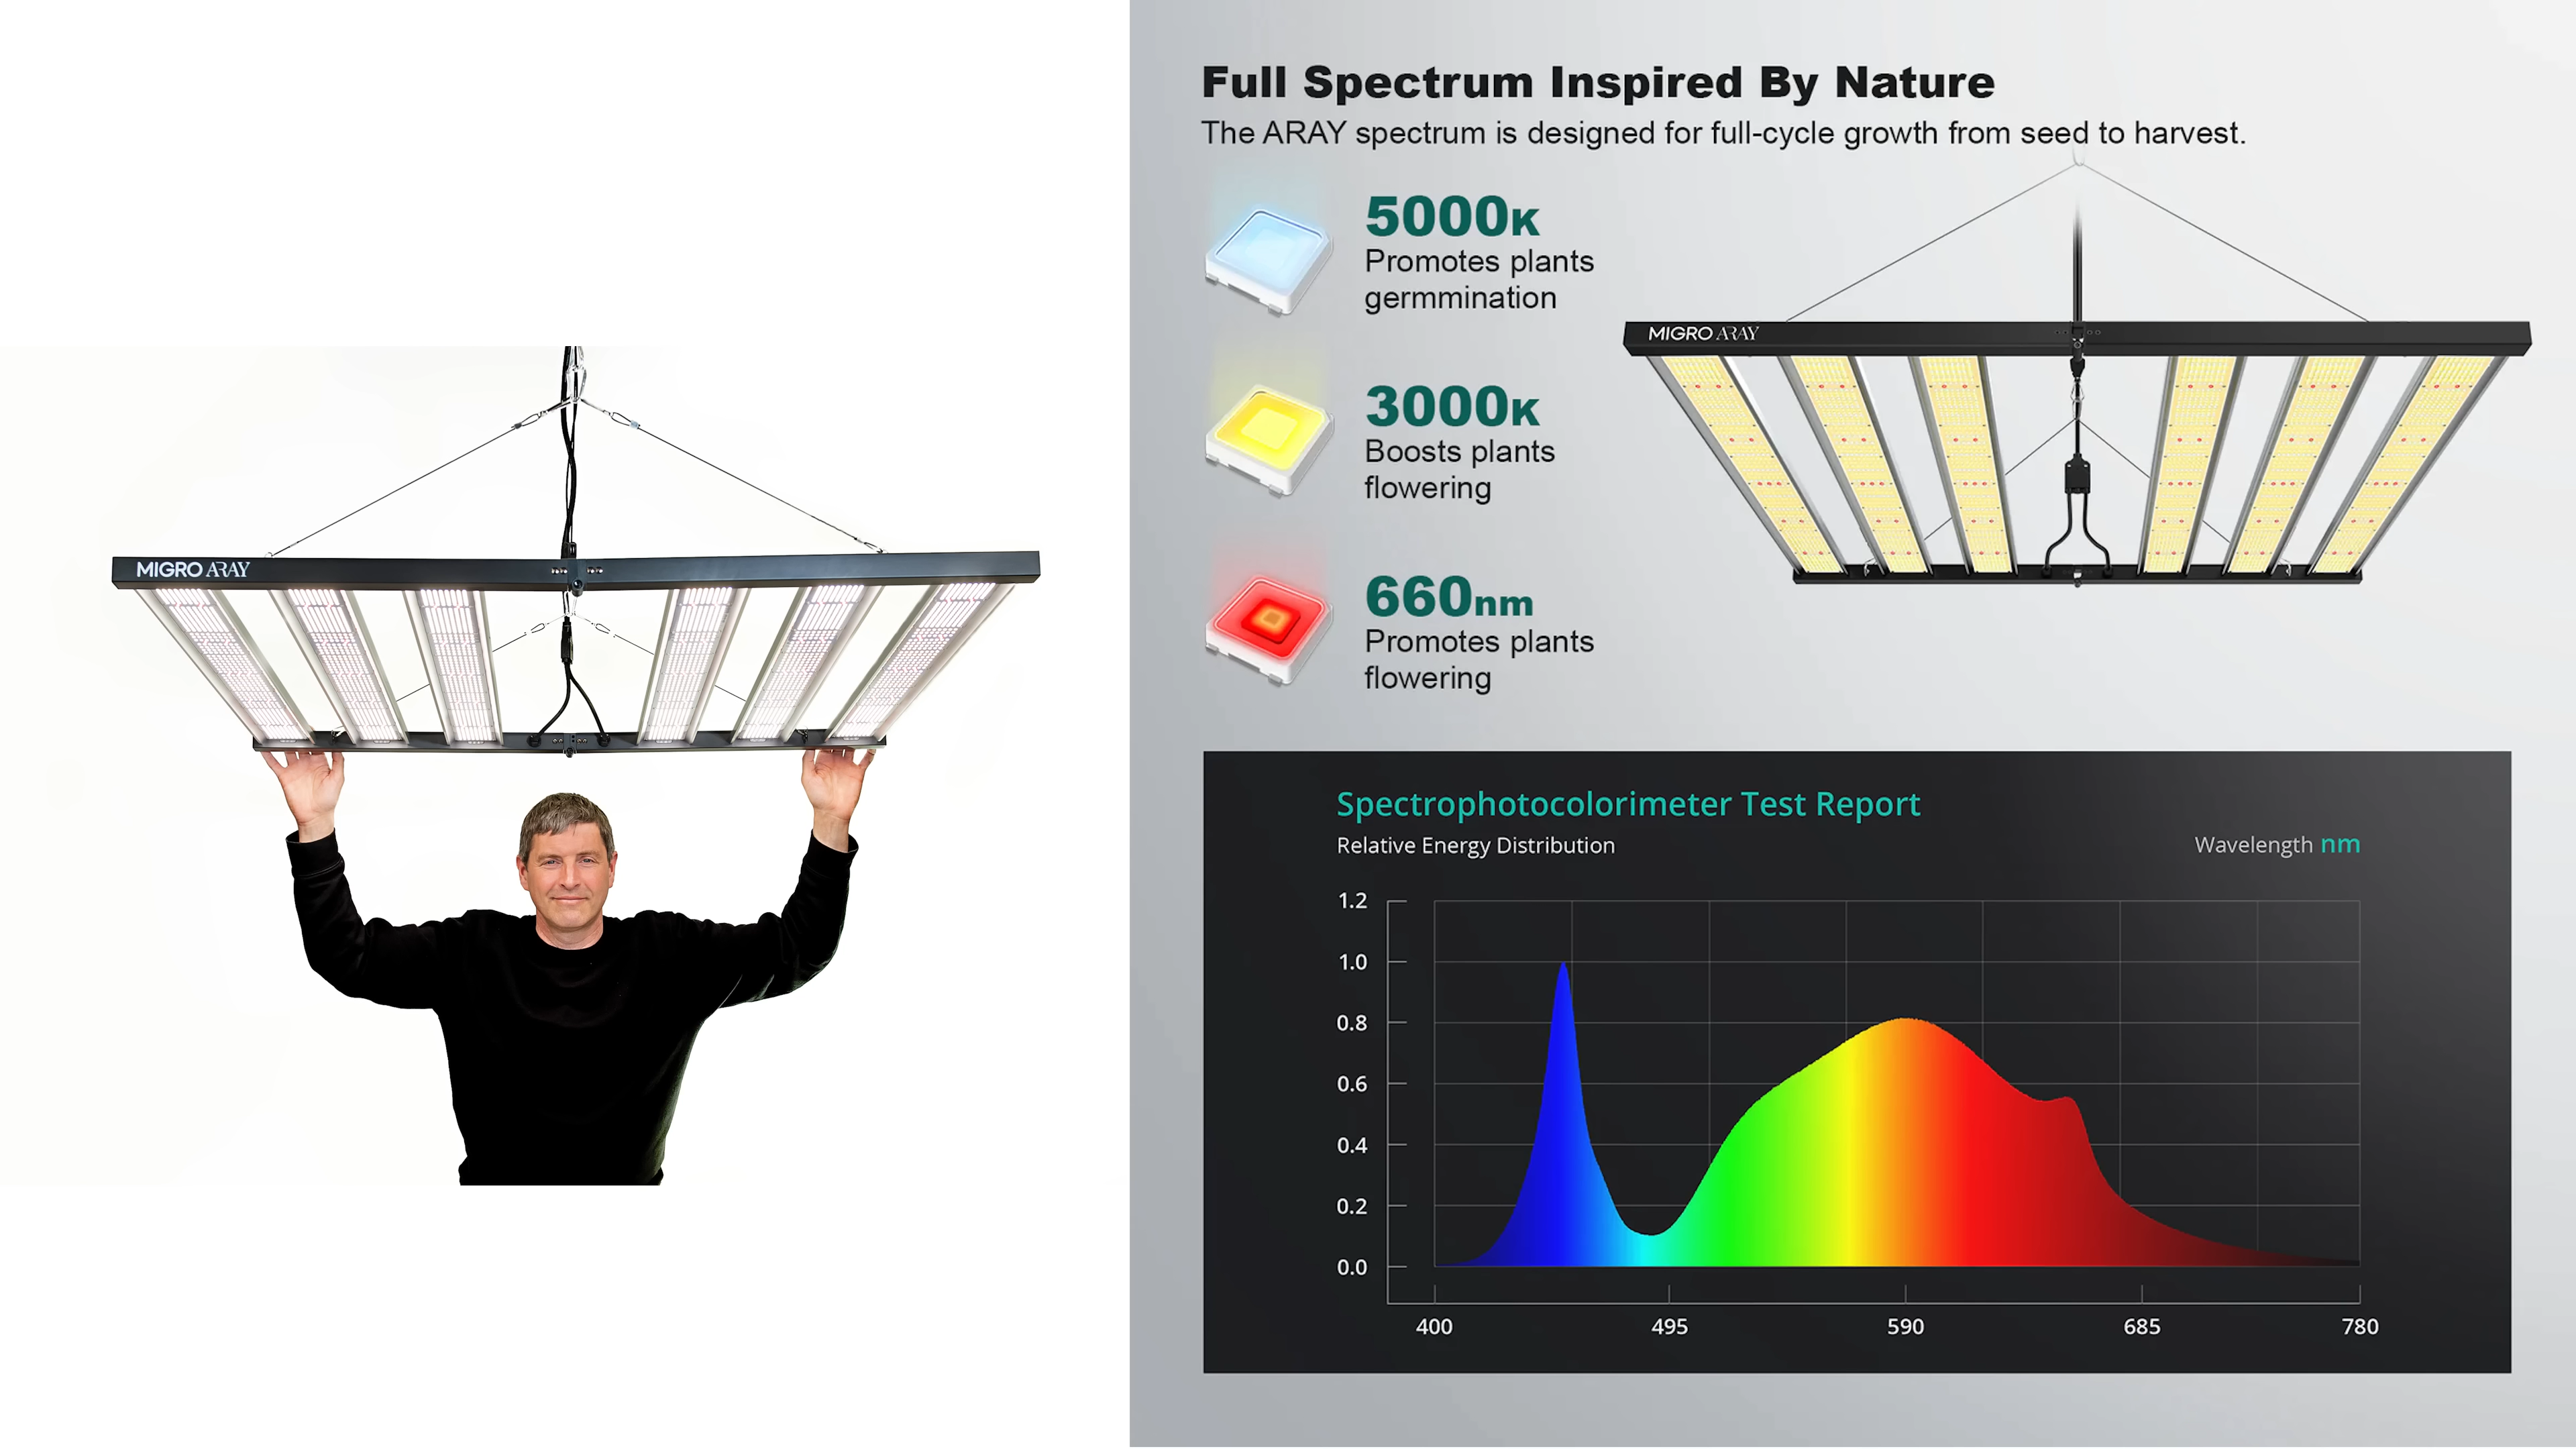 MIGRO ARAY
Full Spectrum Inspired By Nature
The ARAY spectrum is designed for full-cycle growth from seed to harvest.
5000K
Promotes plants
germmination
3000K
Boosts plants
flowering
660nm
Promotes plants
flowering
MIGRO ARAY
Spectrophotocolorimeter Test Report
Relative Energy Distribution
Wavelength nm
1.2
1.0
0.8
0.6
0.4
0.2
0.0
400 495 590 685 780